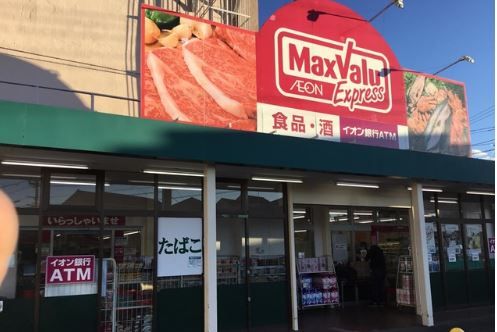 MaxValu
ÆON
Express
食品・酒
イオン銀行ATM
いらっしゃいませ
たばこ
イオン銀行
ATM